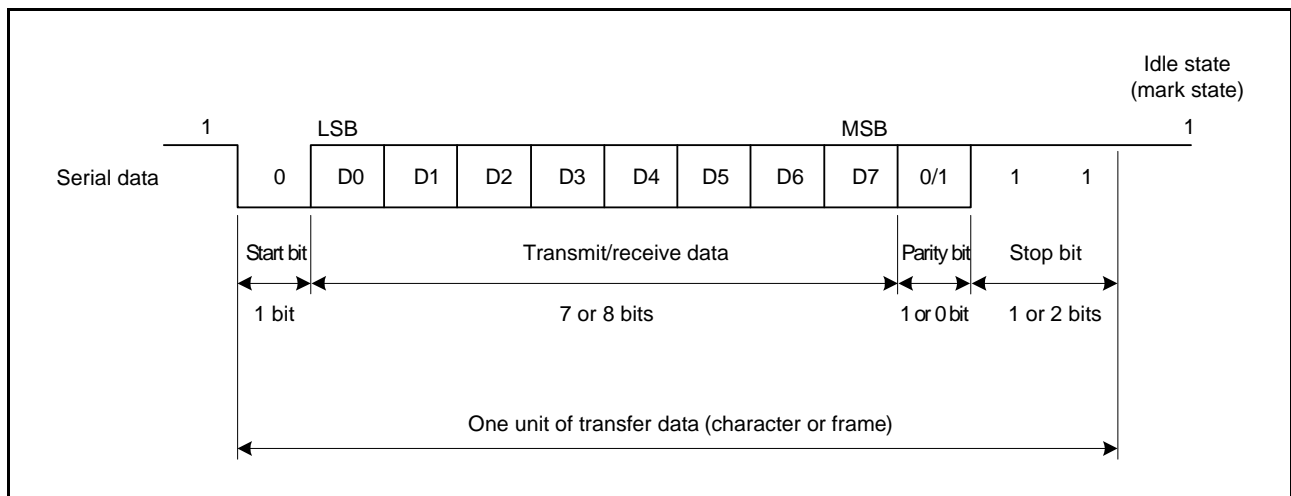 Idle state
(mark state)
1 LSB MSB 1
Serial data 0 D0 D1 D2 D3 D4 D5 D6 D7 0/1 1 1
Start bit Transmit/receive data Parity bit Stop bit
1 bit 7 or 8 bits 1 or 0 bit 1 or 2 bits
One unit of transfer data (character or frame)